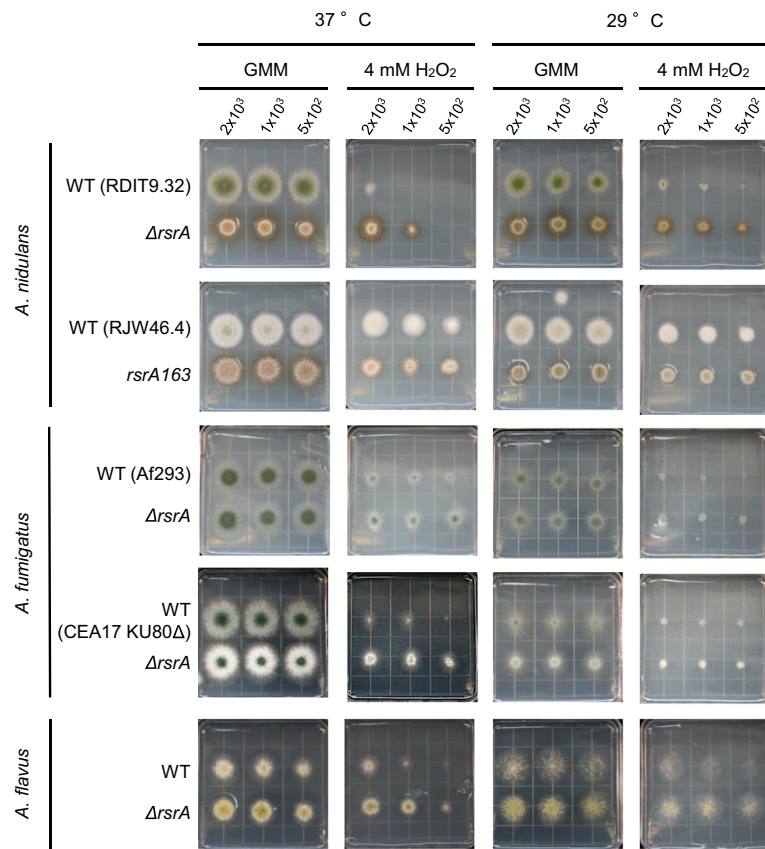 37 ° C
29 ° C
GMM
4 mM H₂O₂
GMM
4 mM H₂O₂
2x10³ 1x10³ 5x10²
2x10³ 1x10³ 5x10²
2x10³ 1x10³ 5x10²
2x10³ 1x10³ 5x10²
A. nidulans
WT (RDIT9.32)
ΔrsrA
WT (RJW46.4)
rsrA163
A. fumigatus
WT (Af293)
ΔrsrA
WT
(CEA17 KU80Δ)
ΔrsrA
A. flavus
WT
ΔrsrA